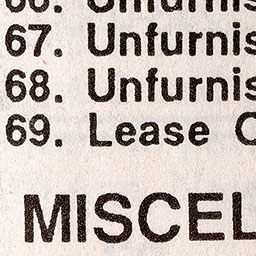 67. Unfurnis
68. Unfurnis
69. Lease
MISCEL